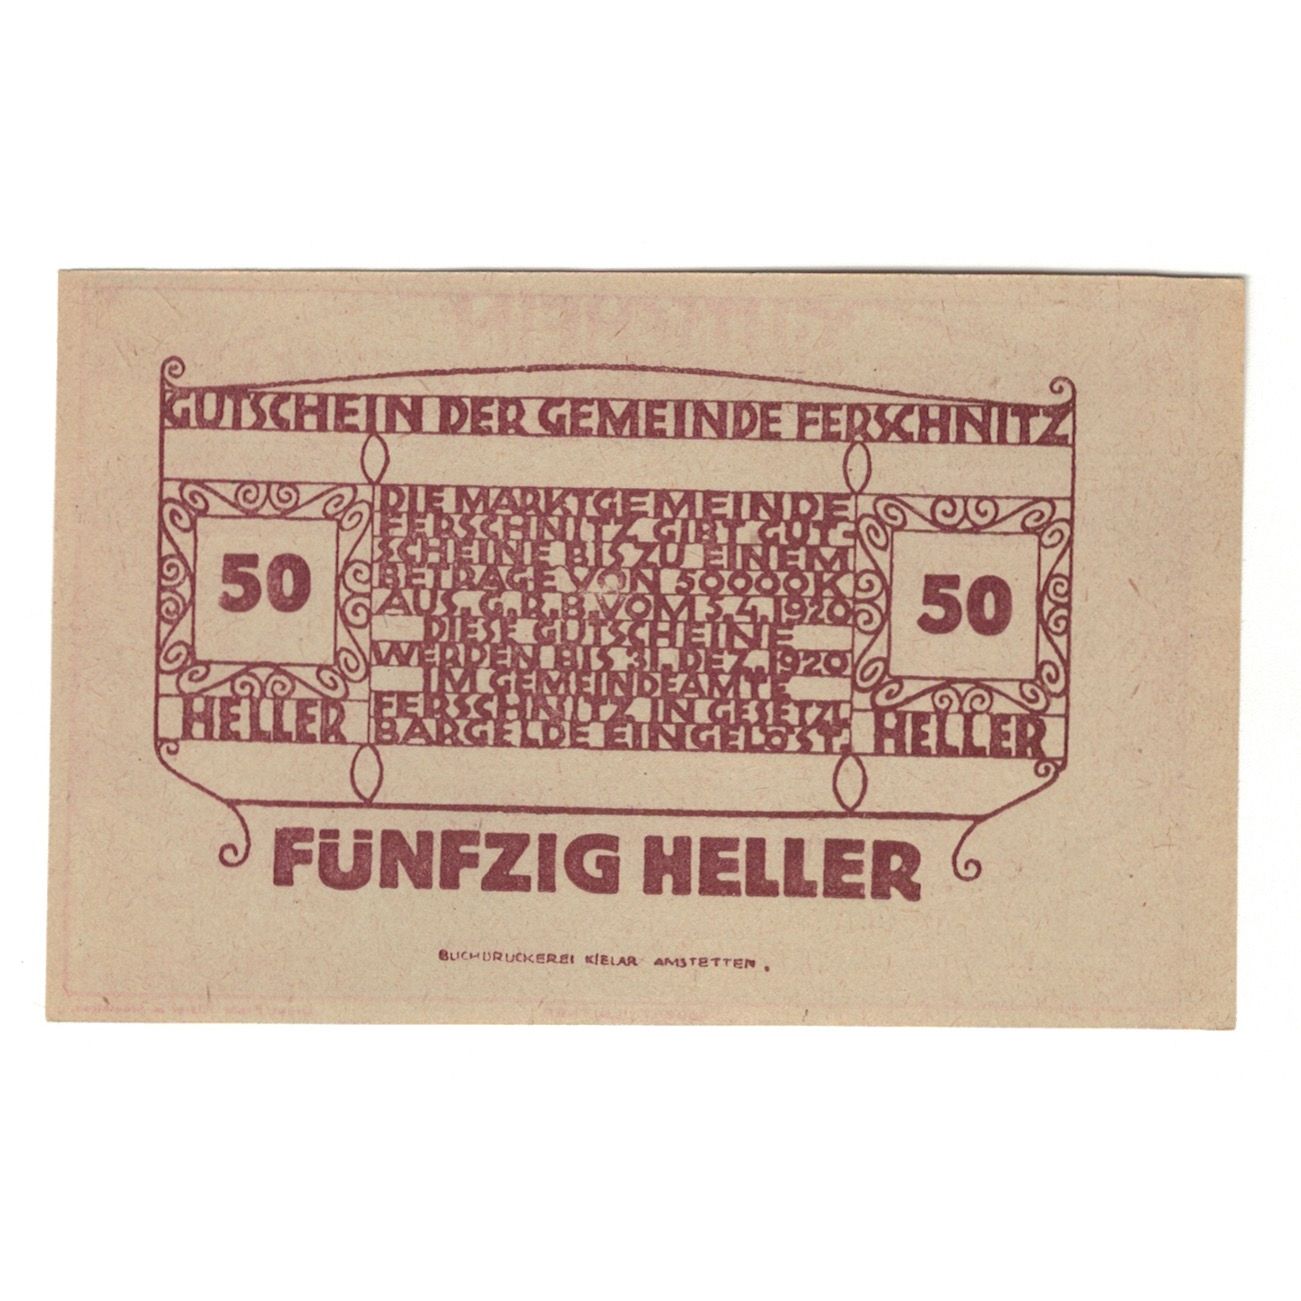 GUTSCHEIN DER GEMEINDE FERSCHNITZ
50
HELLER
DIE MARKTGEMEINDE
FERSCHNITZ GIBT GUT-
SCHEINE BIS ZU EINEM
BETRAGE VON 50000K
AUS. G.R.B. VOM 5.4.1920
DIESE GUTSCHEINE
WERDEN BIS 31. DEZ. 1920
IM GEMEINDEAMTE
FERSCHNITZ IN GESETZL
BARGELDE EINGELÖST.
50
HELLER
FÜNFZIG HELLER
BUCHDRUCKEREI KIELAR AMSTETTEN.